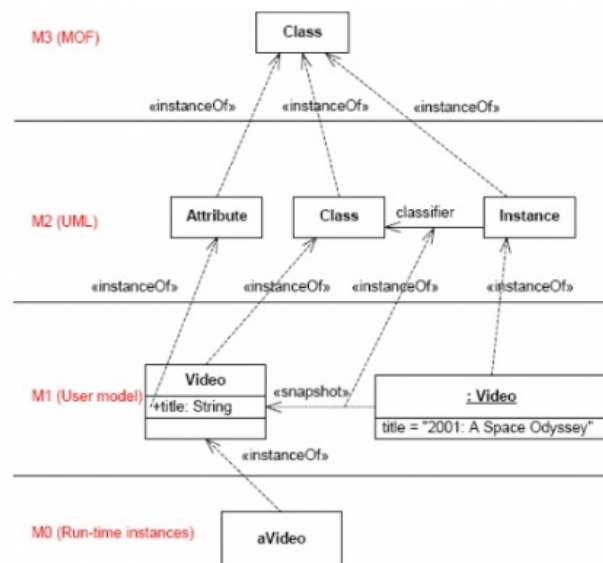 M3 (MOF)
Class
«instanceOf»
«instanceOf»
«instanceOf»
M2 (UML)
Attribute
Class
classifier
Instance
«instanceOf»
«instanceOf»
«instanceOf»
«instanceOf»
M1 (User model)
Video
+title: String
«snapshot»
: Video
title = "2001: A Space Odyssey"
«instanceOf»
M0 (Run-time instances)
aVideo